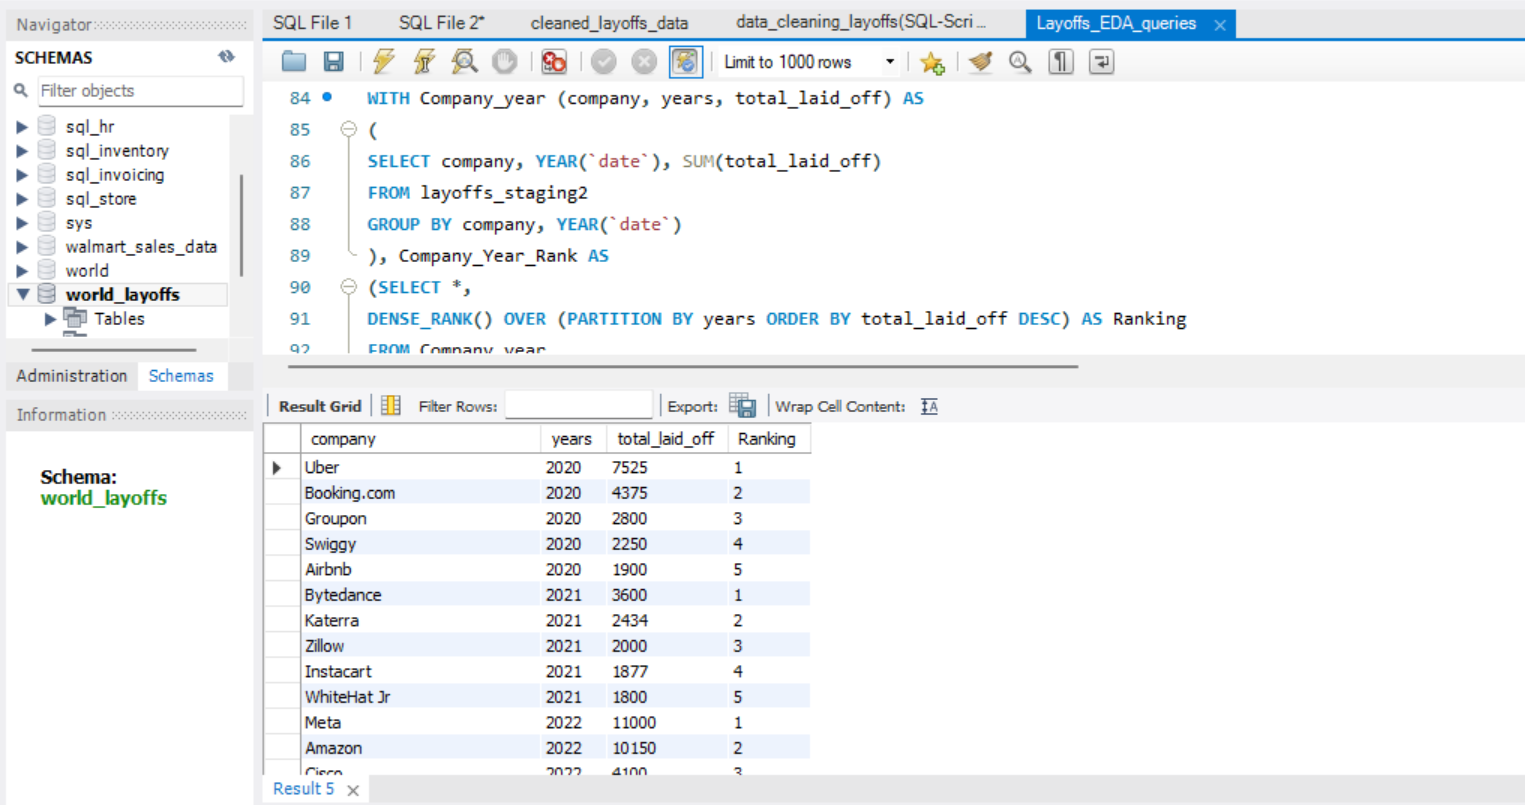 Navigator
SCHEMAS
Filter objects
sql_hr
sql_inventory
sql_invoicing
sql_store
sys
walmart_sales_data
world
world_layoffs
Tables
Administration Schemas
Information
Schema:
world_layoffs
SQL File 1 SQL File 2* cleaned_layoffs_data data_cleaning_layoffs(SQL-Scri... Layoffs_EDA_queries
Limit to 1000 rows
84 WITH Company_year (company, years, total_laid_off) AS
85 (
86 SELECT company, YEAR(`date`), SUM(total_laid_off)
87 FROM layoffs_staging2
88 GROUP BY company, YEAR(`date`)
89 ), Company_Year_Rank AS
90 (SELECT *,
91 DENSE_RANK() OVER (PARTITION BY years ORDER BY total_laid_off DESC) AS Ranking
92 FROM Company_year
Result Grid Filter Rows: Export: Wrap Cell Content:
company years total_laid_off Ranking
Uber 2020 7525 1
Booking.com 2020 4375 2
Groupon 2020 2800 3
Swiggy 2020 2250 4
Airbnb 2020 1900 5
Bytedance 2021 3600 1
Katerra 2021 2434 2
Zillow 2021 2000 3
Instacart 2021 1877 4
WhiteHat Jr 2021 1800 5
Meta 2022 11000 1
Amazon 2022 10150 2
Cisco 2022 4100 3
Result 5